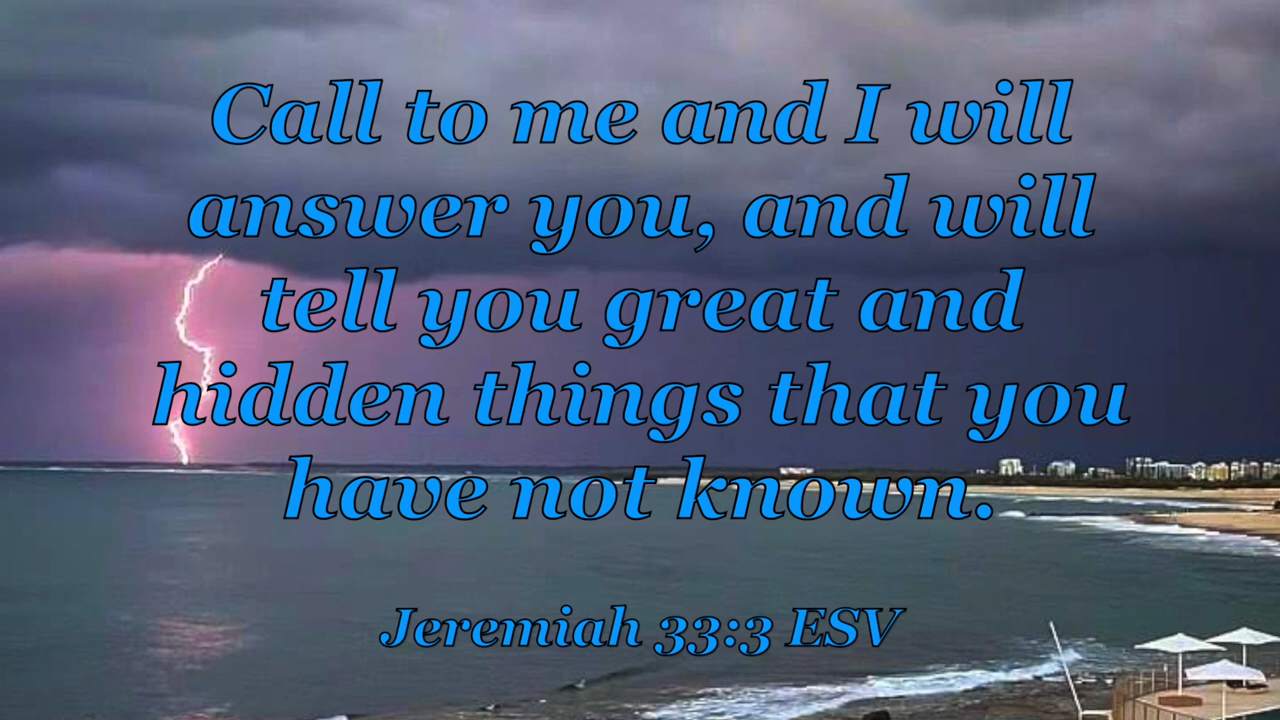 Call to me and I will
answer you, and will
tell you great and
hidden things that you
have not known.
Jeremiah 33:3 ESV